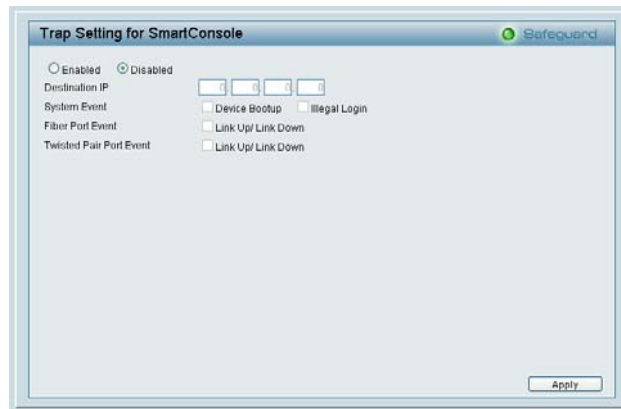 Trap Setting for SmartConsole
Safeguard
Enabled Disabled
Destination IP 0 . 0 . 0 . 0
System Event Device Bootup Illegal Login
Fiber Port Event Link Up/ Link Down
Twisted Pair Port Event Link Up/ Link Down
Apply